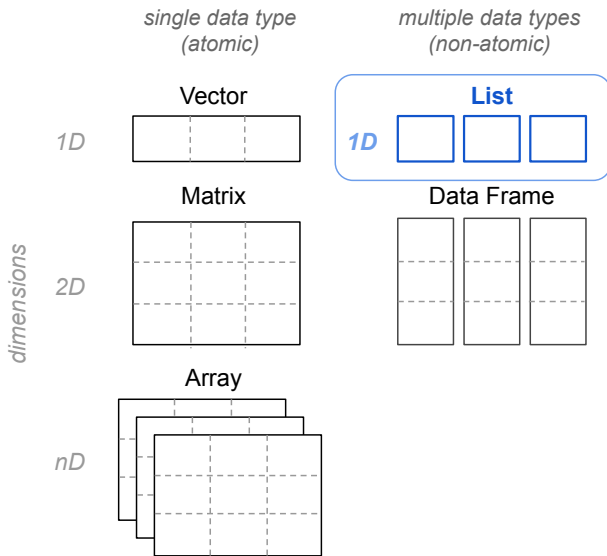 single data type
(atomic)
multiple data types
(non-atomic)
Vector
List
1D
1D
Matrix
Data Frame
dimensions
2D
Array
nD